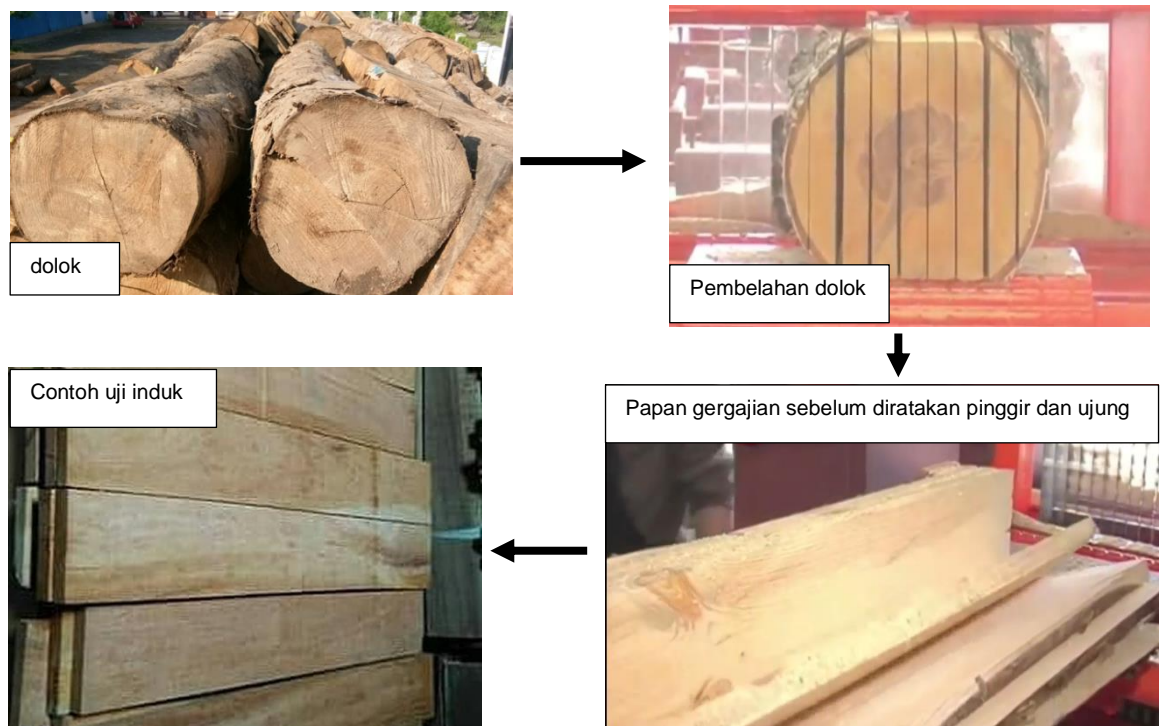 dolok
Pembelahan dolok
Papan gergajian sebelum diratakan pinggir dan ujung
Contoh uji induk